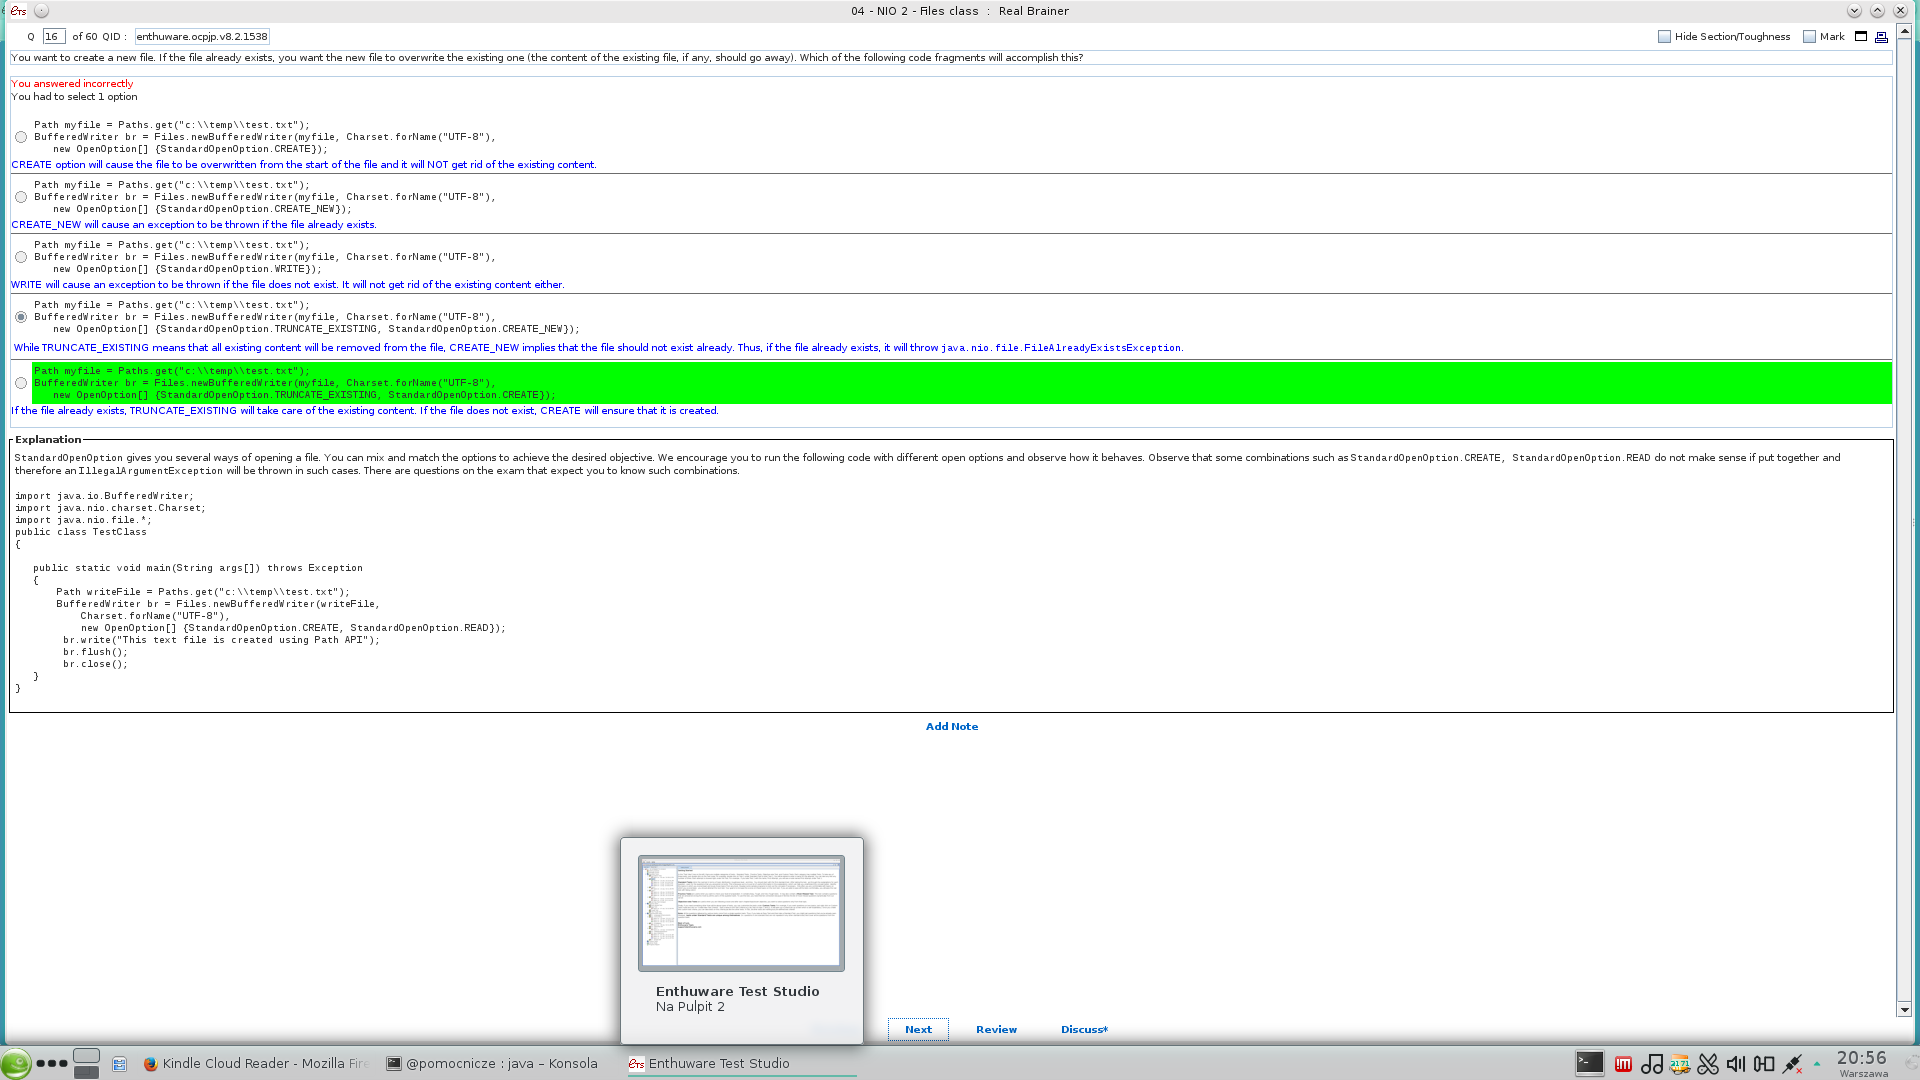 04 - NIO 2 - Files class  :  Real Brainer
Q 16 of 60 QID : enthuware.ocpjp.v8.2.1538
Hide Section/Toughness Mark
You want to create a new file. If the file already exists, you want the new file to overwrite the existing one (the content of the existing file, if any, should go away). Which of the following code fragments will accomplish this?
You answered incorrectly
You had to select 1 option
Path myfile = Paths.get("c:\\temp\\test.txt");
BufferedWriter br = Files.newBufferedWriter(myfile, Charset.forName("UTF-8"),
new OpenOption[] {StandardOpenOption.CREATE});
CREATE option will cause the file to be overwritten from the start of the file and it will NOT get rid of the existing content.
Path myfile = Paths.get("c:\\temp\\test.txt");
BufferedWriter br = Files.newBufferedWriter(myfile, Charset.forName("UTF-8"),
new OpenOption[] {StandardOpenOption.CREATE_NEW});
CREATE_NEW will cause an exception to be thrown if the file already exists.
Path myfile = Paths.get("c:\\temp\\test.txt");
BufferedWriter br = Files.newBufferedWriter(myfile, Charset.forName("UTF-8"),
new OpenOption[] {StandardOpenOption.WRITE});
WRITE will cause an exception to be thrown if the file does not exist. It will not get rid of the existing content either.
Path myfile = Paths.get("c:\\temp\\test.txt");
BufferedWriter br = Files.newBufferedWriter(myfile, Charset.forName("UTF-8"),
new OpenOption[] {StandardOpenOption.TRUNCATE_EXISTING, StandardOpenOption.CREATE_NEW});
While TRUNCATE_EXISTING means that all existing content will be removed from the file, CREATE_NEW implies that the file should not exist already. Thus, if the file already exists, it will throw java.nio.file.FileAlreadyExistsException.
Path myfile = Paths.get("c:\\temp\\test.txt");
BufferedWriter br = Files.newBufferedWriter(myfile, Charset.forName("UTF-8"),
new OpenOption[] {StandardOpenOption.TRUNCATE_EXISTING, StandardOpenOption.CREATE});
If the file already exists, TRUNCATE_EXISTING will take care of the existing content. If the file does not exist, CREATE will ensure that it is created.
Explanation
StandardOpenOption gives you several ways of opening a file. You can mix and match the options to achieve the desired objective. We encourage you to run the following code with different open options and observe how it behaves. Observe that some combinations such as StandardOpenOption.CREATE, StandardOpenOption.READ do not make sense if put together and
therefore an IllegalArgumentException will be thrown in such cases. There are questions on the exam that expect you to know such combinations.
import java.io.BufferedWriter;
import java.nio.charset.Charset;
import java.nio.file.*;
public class TestClass
{
public static void main(String args[]) throws Exception
{
Path writeFile = Paths.get("c:\\temp\\test.txt");
BufferedWriter br = Files.newBufferedWriter(writeFile,
Charset.forName("UTF-8"),
new OpenOption[] {StandardOpenOption.CREATE, StandardOpenOption.READ});
br.write("This text file is created using Path API");
br.flush();
br.close();
}
}
Add Note
Enthuware Test Studio
Na Pulpit 2
Next Review Discuss*
Kindle Cloud Reader - Mozilla Fire @pomocnicze : java – Konsola ETS Enthuware Test Studio
20:56
Warszawa